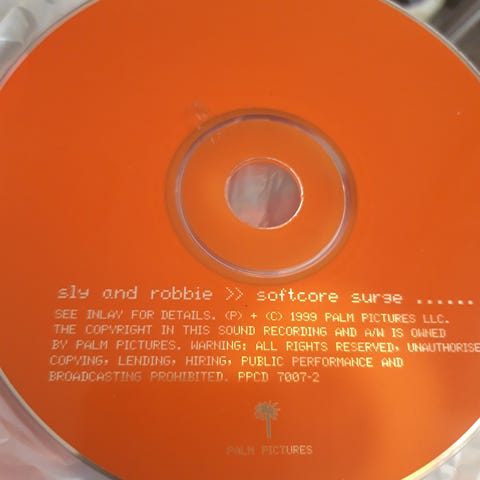 sly and robbie >> softcore surge ......
SEE INLAY FOR DETAILS. (P) + (C) 1999 PALM PICTURES LLC.
THE COPYRIGHT IN THIS SOUND RECORDING AND A/W IS OWNED
BY PALM PICTURES. WARNING: ALL RIGHTS RESERVED, UNAUTHORISE
COPYING, LENDING, HIRING, PUBLIC PERFORMANCE AND
BROADCASTING PROHIBITED. PPCD 7007-2
PALM PICTURES